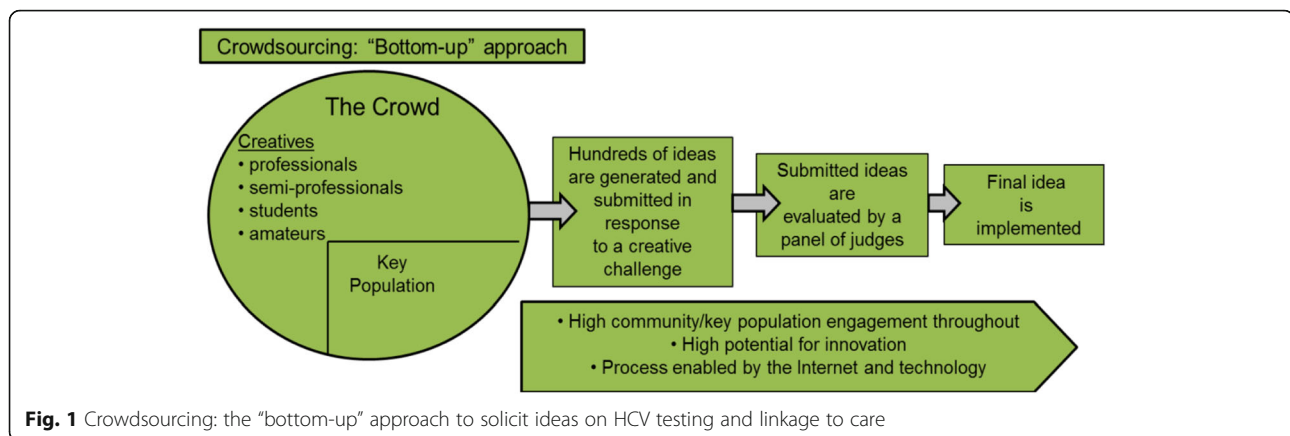 Crowdsourcing: “Bottom-up” approach
The Crowd
Creatives
• professionals
• semi-professionals
• students
• amateurs
Key
Population
Hundreds of ideas
are generated and
submitted in
response
to a creative
challenge
Submitted ideas
are
evaluated by a
panel of judges
Final idea
is
implemented
• High community/key population engagement throughout
• High potential for innovation
• Process enabled by the Internet and technology
Fig. 1 Crowdsourcing: the “bottom-up” approach to solicit ideas on HCV testing and linkage to care